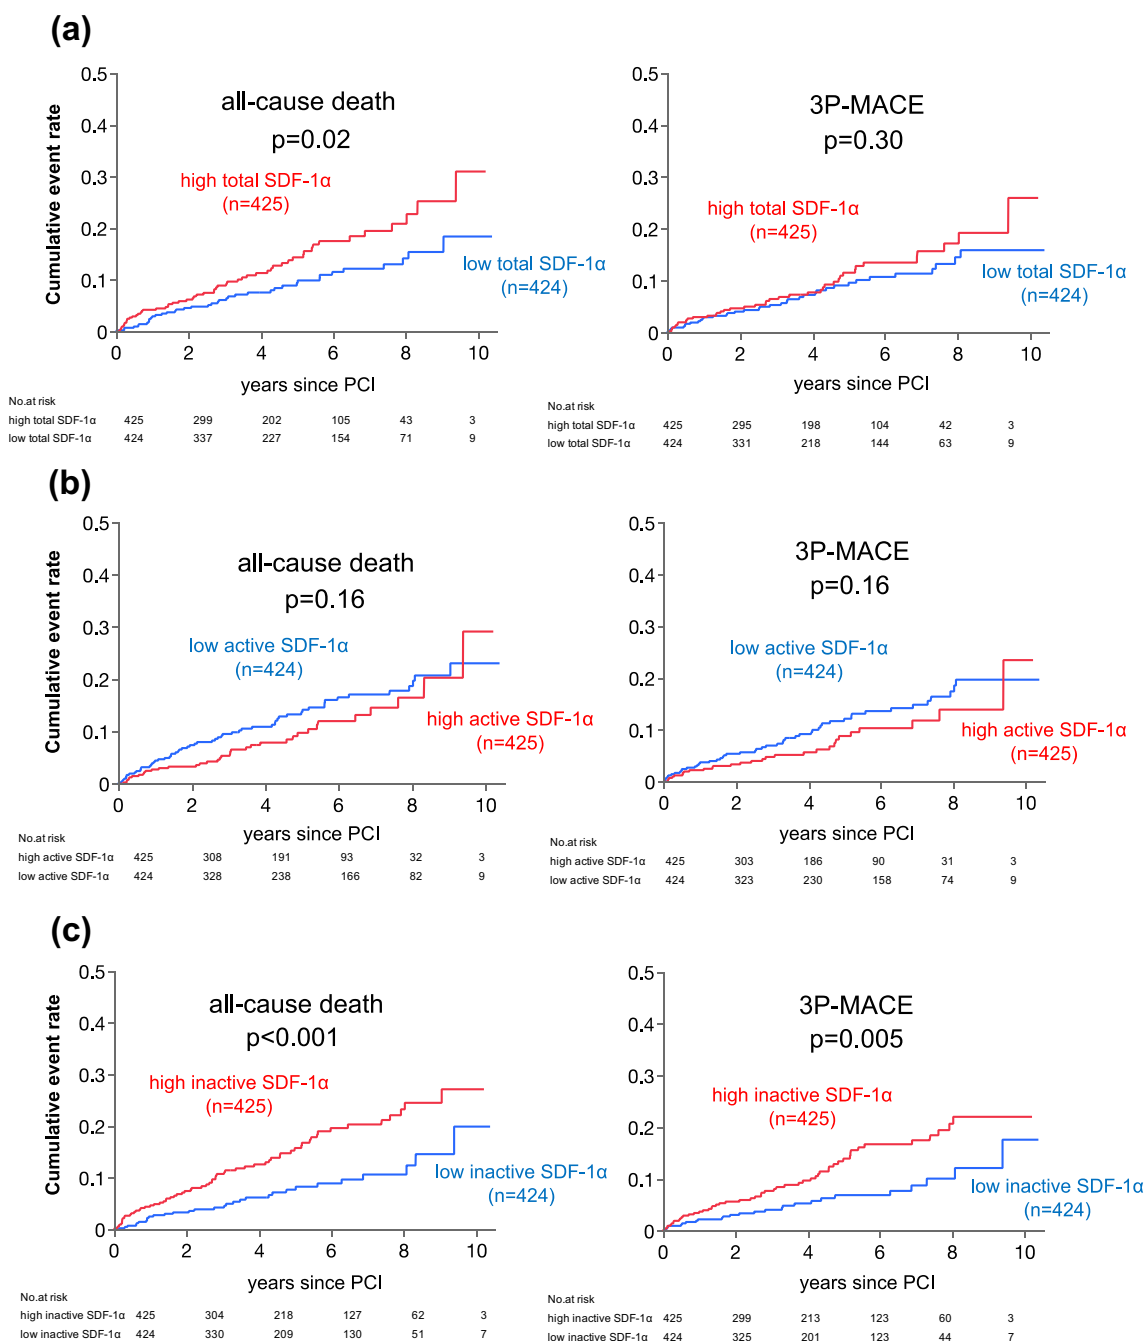 (a)
all-cause death
p=0.02
high total SDF-1α
(n=425)
low total SDF-1α
(n=424)
Cumulative event rate
0.5
0.4
0.3
0.2
0.1
0
0 2 4 6 8 10
years since PCI
No.at risk
high total SDF-1α 425 299 202 105 43 3
low total SDF-1α 424 337 227 154 71 9
3P-MACE
p=0.30
high total SDF-1α
(n=425)
low total SDF-1α
(n=424)
0.5
0.4
0.3
0.2
0.1
0
0 2 4 6 8 10
years since PCI
No.at risk
high total SDF-1α 425 295 198 104 42 3
low total SDF-1α 424 331 218 144 63 9
(b)
all-cause death
p=0.16
low active SDF-1α
(n=424)
high active SDF-1α
(n=425)
Cumulative event rate
0.5
0.4
0.3
0.2
0.1
0
0 2 4 6 8 10
years since PCI
No.at risk
high active SDF-1α 425 308 191 93 32 3
low active SDF-1α 424 328 238 166 82 9
3P-MACE
p=0.16
low active SDF-1α
(n=424)
high active SDF-1α
(n=425)
0.5
0.4
0.3
0.2
0.1
0
0 2 4 6 8 10
years since PCI
No.at risk
high active SDF-1α 425 303 186 90 31 3
low active SDF-1α 424 323 230 158 74 9
(c)
all-cause death
p<0.001
high inactive SDF-1α
(n=425)
low inactive SDF-1α
(n=424)
Cumulative event rate
0.5
0.4
0.3
0.2
0.1
0
0 2 4 6 8 10
years since PCI
No.at risk
high inactive SDF-1α 425 304 218 127 62 3
low inactive SDF-1α 424 330 209 130 51 7
3P-MACE
p=0.005
high inactive SDF-1α
(n=425)
low inactive SDF-1α
(n=424)
0.5
0.4
0.3
0.2
0.1
0
0 2 4 6 8 10
years since PCI
No.at risk
high inactive SDF-1α 425 299 213 123 60 3
low inactive SDF-1α 424 325 201 123 44 7